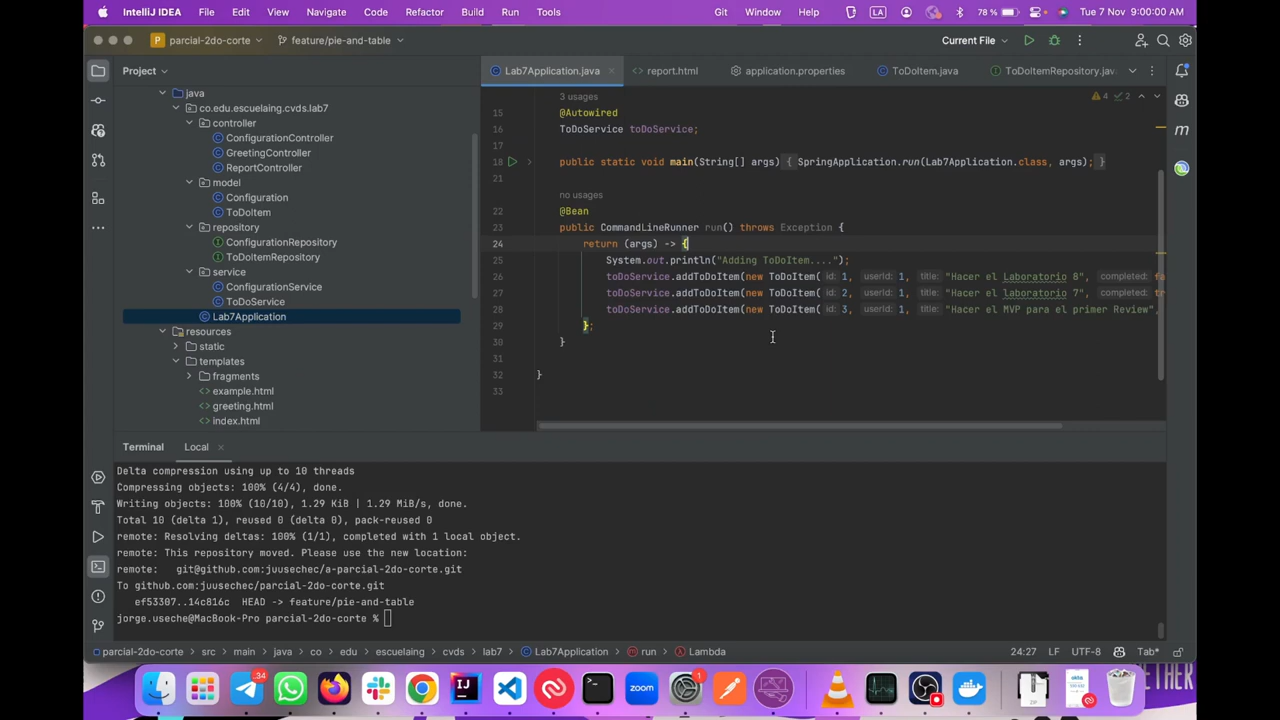 IntelliJ IDEA File Edit View Navigate Code Refactor Build Run Tools Git Window Help LA 78 % Tue 7 Nov 9:00:00 AM
P parcial-2do-corte feature/pie-and-table Current File
Project
Lab7Application.java report.html application.properties ToDoItem.java ToDoItemRepository.jav
java
co.edu.escuelaing.cvds.lab7
controller
ConfigurationController
GreetingController
ReportController
model
Configuration
ToDoItem
repository
ConfigurationRepository
ToDoItemRepository
service
ConfigurationService
ToDoService
Lab7Application
resources
static
templates
fragments
example.html
greeting.html
index.html
4 2
3 usages
15 @Autowired
16 ToDoService toDoService;
17
18 public static void main(String[] args) { SpringApplication.run(Lab7Application.class, args); }
21
no usages
22 @Bean
23 public CommandLineRunner run() throws Exception {
24 return (args) -> {
25 System.out.println("Adding ToDoItem....");
26 toDoService.addToDoItem(new ToDoItem( id: 1, userId: 1, title: "Hacer el Laboratorio 8", completed: fa
27 toDoService.addToDoItem(new ToDoItem( id: 2, userId: 1, title: "Hacer el laboratorio 7", completed: tr
28 toDoService.addToDoItem(new ToDoItem( id: 3, userId: 1, title: "Hacer el MVP para el primer Review",
29 };
30 }
31
32 }
33
Terminal Local
Delta compression using up to 10 threads
Compressing objects: 100% (4/4), done.
Writing objects: 100% (10/10), 1.29 KiB | 1.29 MiB/s, done.
Total 10 (delta 1), reused 0 (delta 0), pack-reused 0
remote: Resolving deltas: 100% (1/1), completed with 1 local object.
remote: This repository moved. Please use the new location:
remote: git@github.com:juusechec/a-parcial-2do-corte.git
To github.com:juusechec/parcial-2do-corte.git
ef53307..14c816c HEAD -> feature/pie-and-table
jorge.useche@MacBook-Pro parcial-2do-corte %
parcial-2do-corte src main java co edu escuelaing cvds lab7 Lab7Application run Lambda 24:27 LF UTF-8 Tab*
34 zoom 1 ZIP okta ETHER